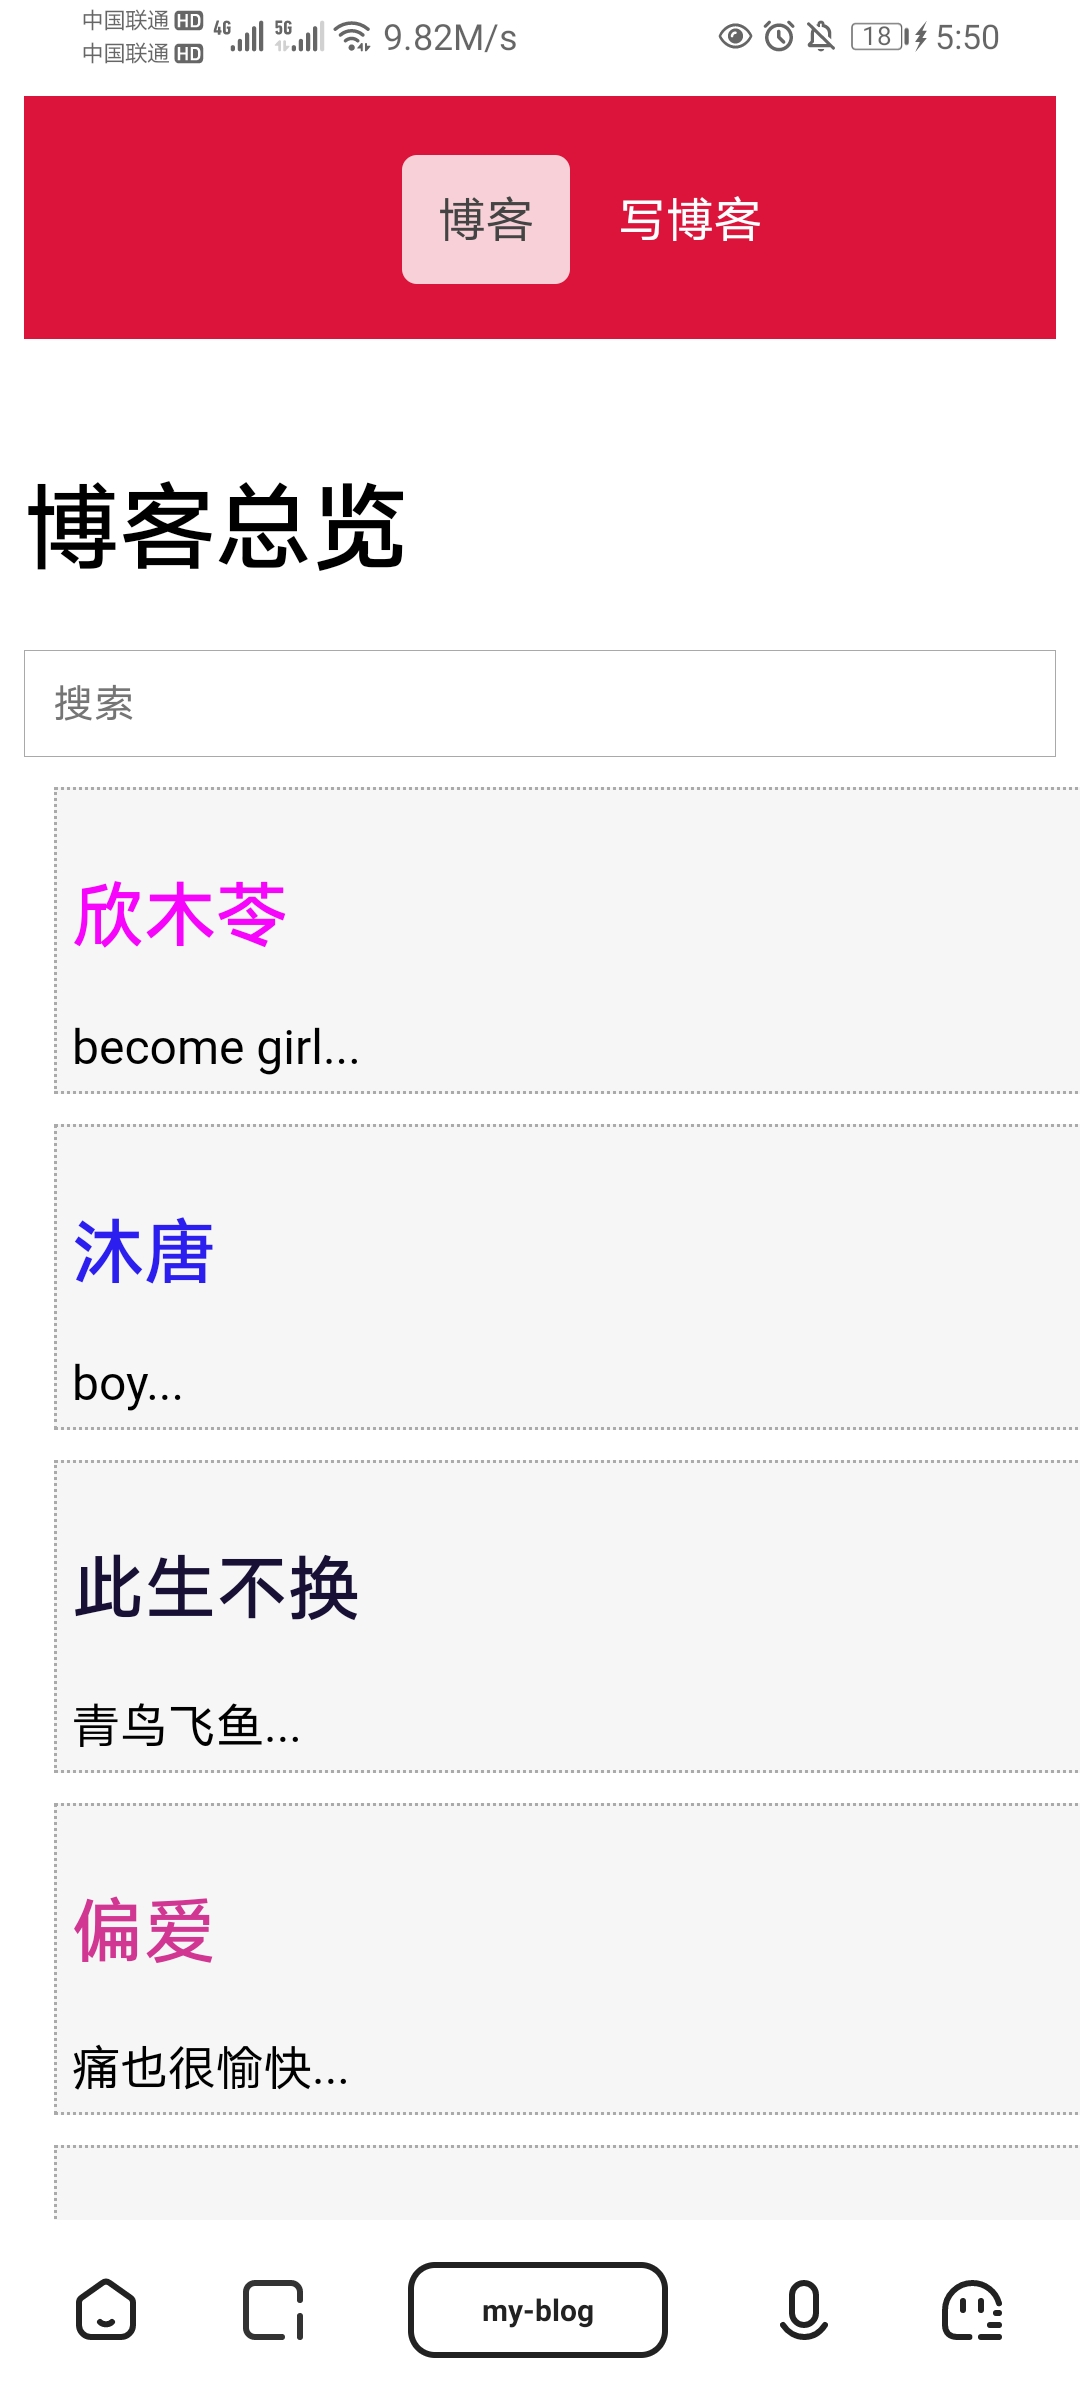 中国联通 HD 4G 5G 9.82M/s 18 5:50
中国联通 HD
博客 写博客
博客总览
搜索
欣木苓
become girl...
沐唐
boy...
此生不换
青鸟飞鱼...
偏爱
痛也很愉快...
my-blog